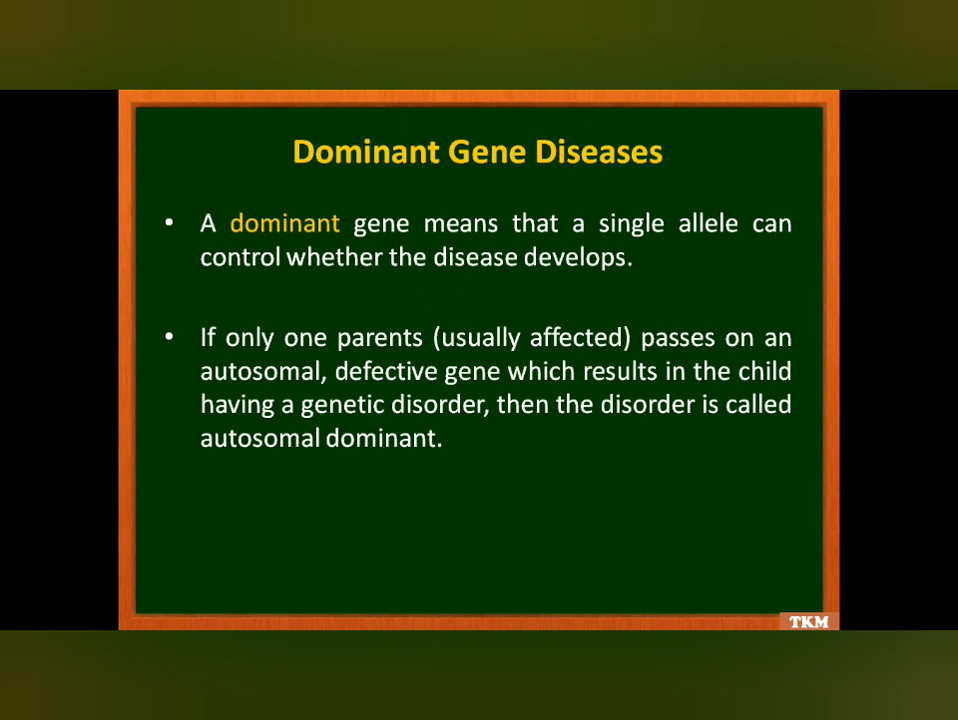 Dominant Gene Diseases
• A dominant gene means that a single allele can
control whether the disease develops.
• If only one parents (usually affected) passes on an
autosomal, defective gene which results in the child
having a genetic disorder, then the disorder is called
autosomal dominant.
TKM